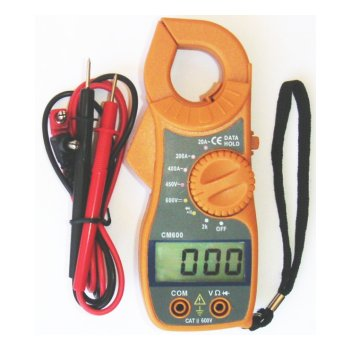 20A~ CE DATA
HOLD
200A~
400A~
450V~
600V=
2k OFF
CM600
000
COM VΩ
CAT II 600V